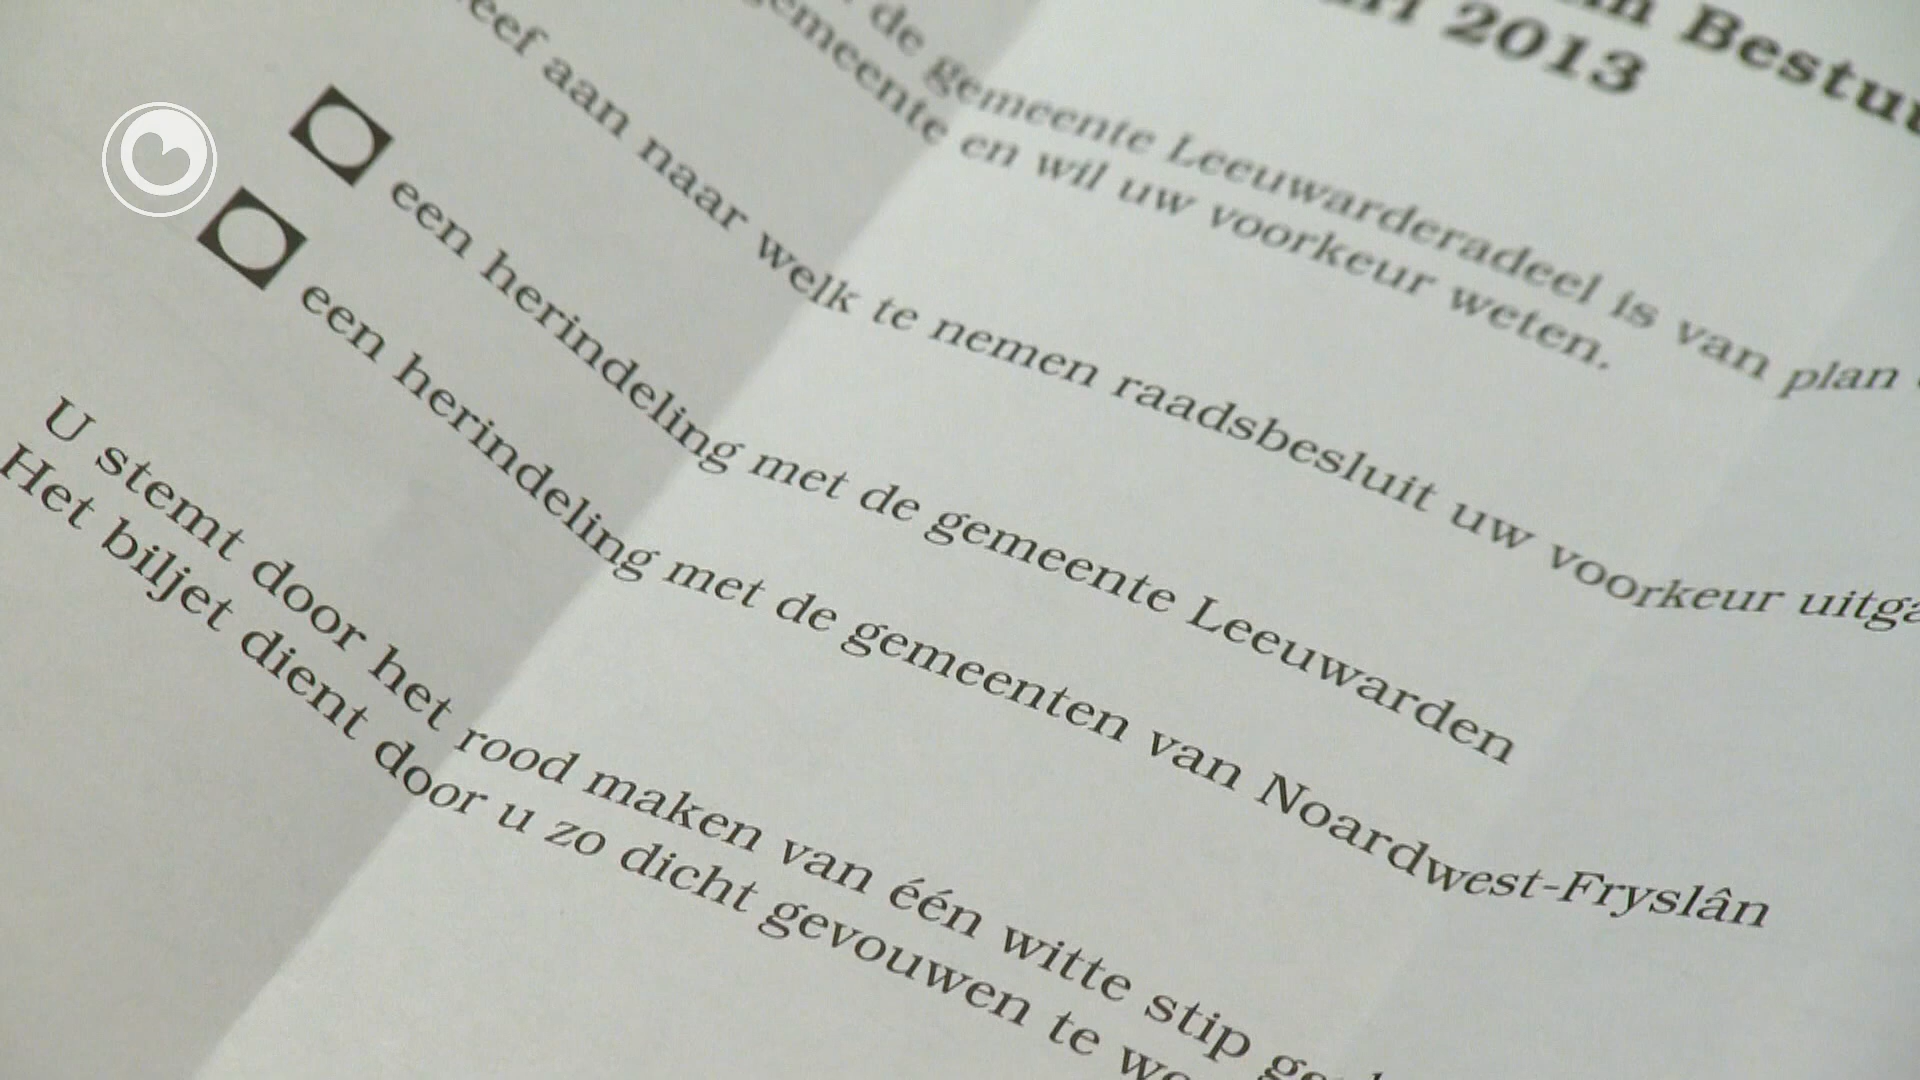 Bestuu
2013
de gemeente Leeuwarderadeel is van plan
gemeente en wil uw voorkeur weten.
eef aan naar welk te nemen raadsbesluit uw voorkeur uitga
een herindeling met de gemeente Leeuwarden
een herindeling met de gemeenten van Noardwest-Fryslân
U stemt door het rood maken van één witte stip
Het biljet dient door u zo dicht gevouwen te